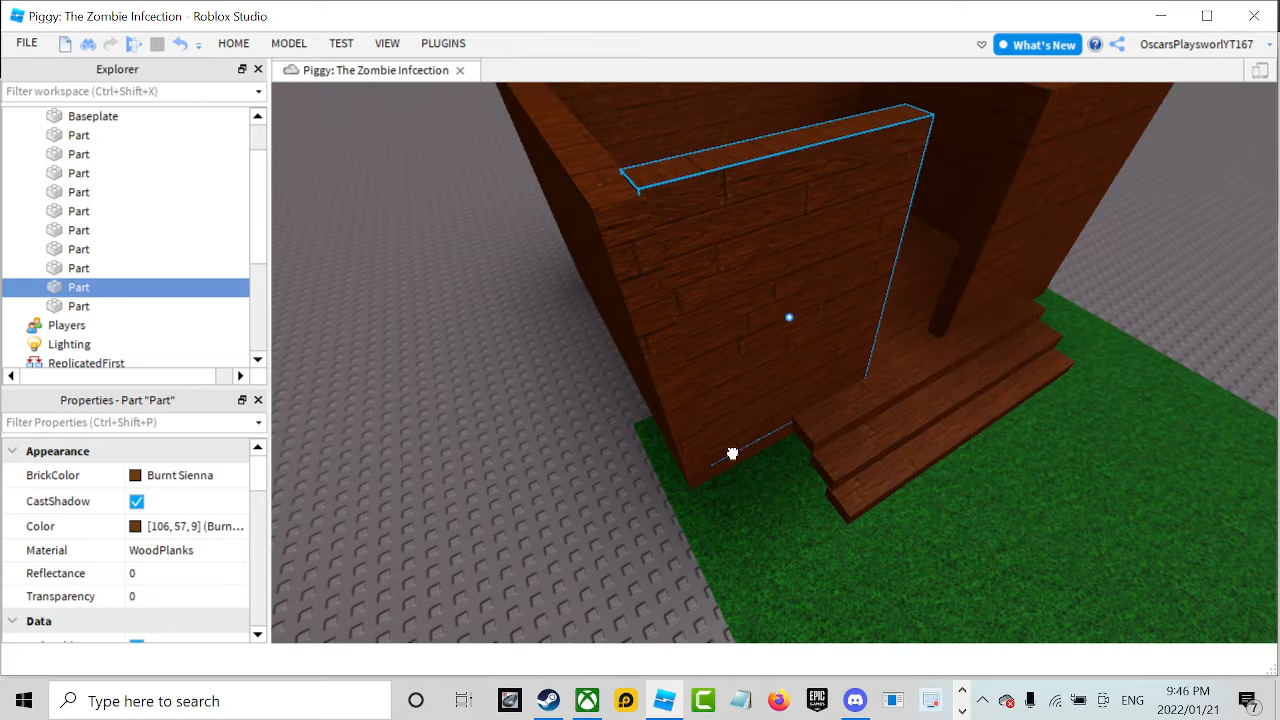 Piggy: The Zombie Infcection - Roblox Studio
FILE HOME MODEL TEST VIEW PLUGINS What's New OscarsPlaysworlYT167
Explorer
Piggy: The Zombie Infcection
Filter workspace (Ctrl+Shift+X)
Baseplate
Part
Part
Part
Part
Part
Part
Part
Part
Part
Part
Players
Lighting
ReplicatedFirst
Properties - Part "Part"
Filter Properties (Ctrl+Shift+P)
Appearance
BrickColor Burnt Sienna
CastShadow
Color [106, 57, 9] (Burn...
Material WoodPlanks
Reflectance 0
Transparency 0
Data
Type here to search
EPIC GAMES
ENG
9:46 PM
2022/01/21
7